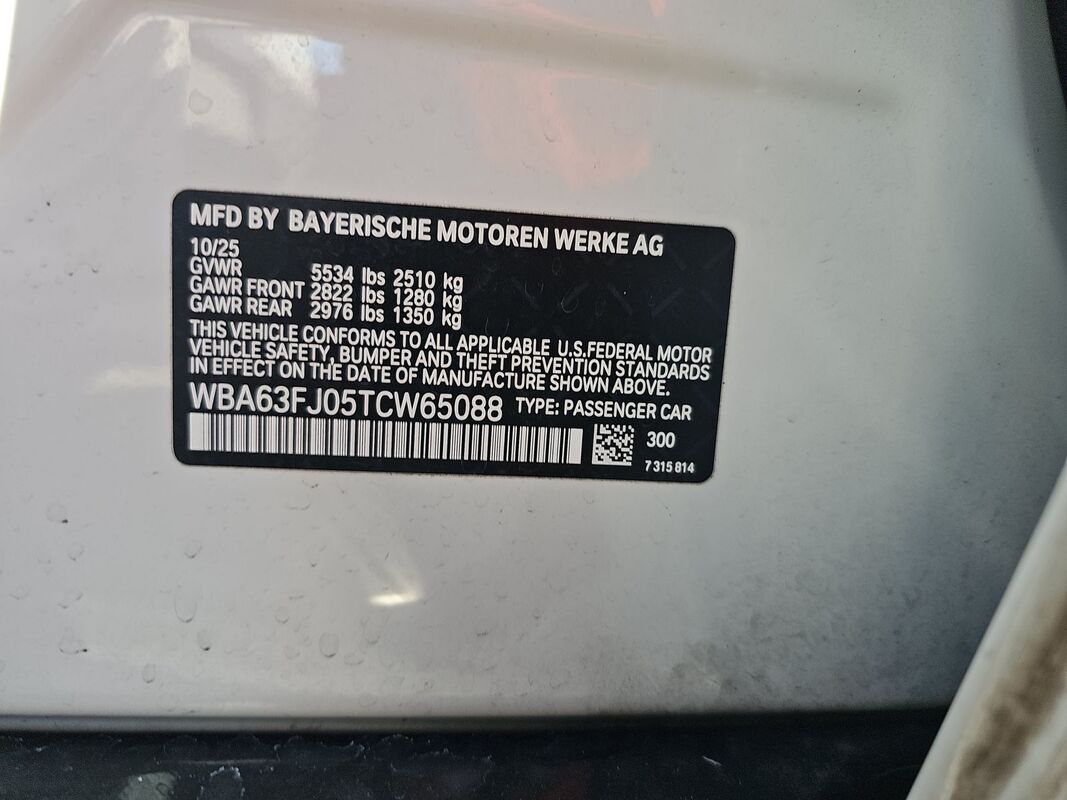 MFD BY BAYERISCHE MOTOREN WERKE AG
10/25
GVWR 5534 lbs 2510 kg
GAWR FRONT 2822 lbs 1280 kg
GAWR REAR 2976 lbs 1350 kg
THIS VEHICLE CONFORMS TO ALL APPLICABLE U.S.FEDERAL MOTOR
VEHICLE SAFETY, BUMPER AND THEFT PREVENTION STANDARDS
IN EFFECT ON THE DATE OF MANUFACTURE SHOWN ABOVE.
WBA63FJ05TCW65088 TYPE: PASSENGER CAR
300
7 315 814